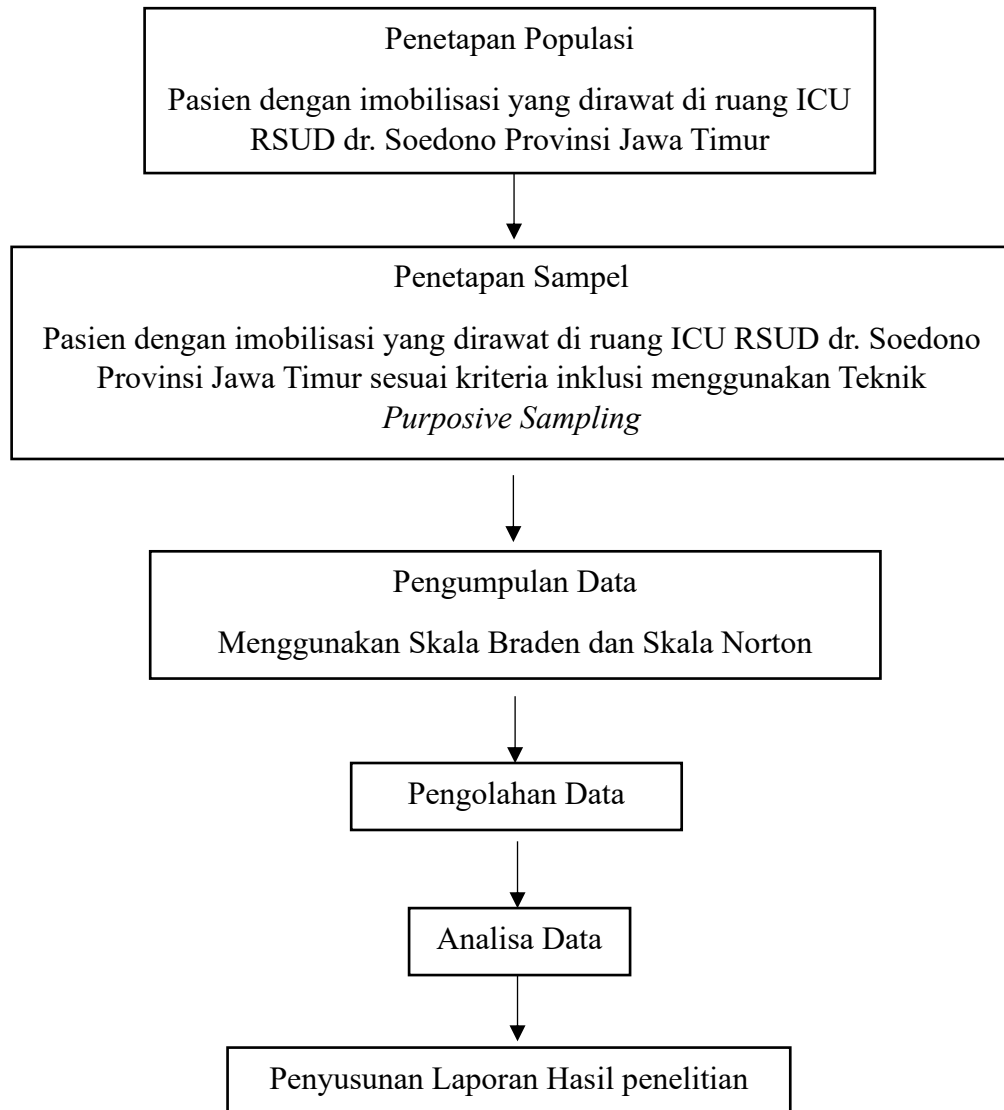 Penetapan Populasi
Pasien dengan imobilisasi yang dirawat di ruang ICU
RSUD dr. Soedono Provinsi Jawa Timur
Penetapan Sampel
Pasien dengan imobilisasi yang dirawat di ruang ICU RSUD dr. Soedono
Provinsi Jawa Timur sesuai kriteria inklusi menggunakan Teknik
Purposive Sampling
Pengumpulan Data
Menggunakan Skala Braden dan Skala Norton
Pengolahan Data
Analisa Data
Penyusunan Laporan Hasil penelitian